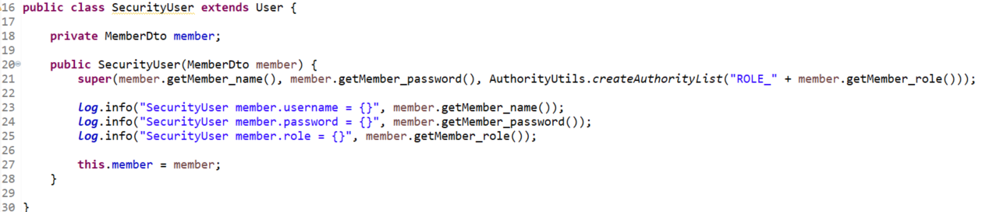 16 public class SecurityUser extends User {
17
18     private MemberDto member;
19
20     public SecurityUser(MemberDto member) {
21         super(member.getMember_name(), member.getMember_password(), AuthorityUtils.createAuthorityList("ROLE_" + member.getMember_role()));
22
23         log.info("SecurityUser member.username = {}", member.getMember_name());
24         log.info("SecurityUser member.password = {}", member.getMember_password());
25         log.info("SecurityUser member.role = {}", member.getMember_role());
26
27         this.member = member;
28     }
29
30 }